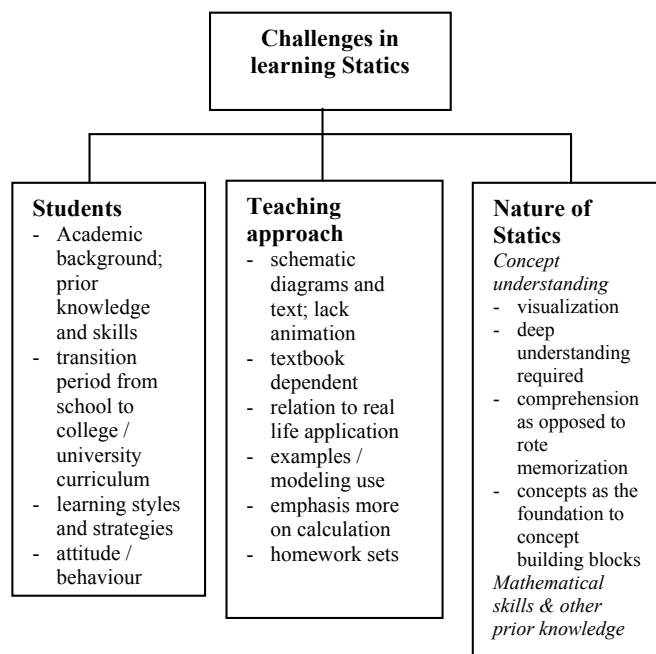 Challenges in
learning Statics
Students
- Academic
background;
prior
knowledge
and skills
- transition
period from
school to
college /
university
curriculum
- learning styles
and strategies
- attitude /
behaviour
Teaching
approach
- schematic
diagrams and
text; lack
animation
- textbook
dependent
- relation to real
life application
- examples /
modeling use
- emphasis more
on calculation
- homework sets
Nature of
Statics
Concept
understanding
- visualization
- deep
understanding
required
- comprehension
as opposed to
rote
memorization
- concepts as the
foundation to
concept
building blocks
Mathematical
skills & other
prior knowledge